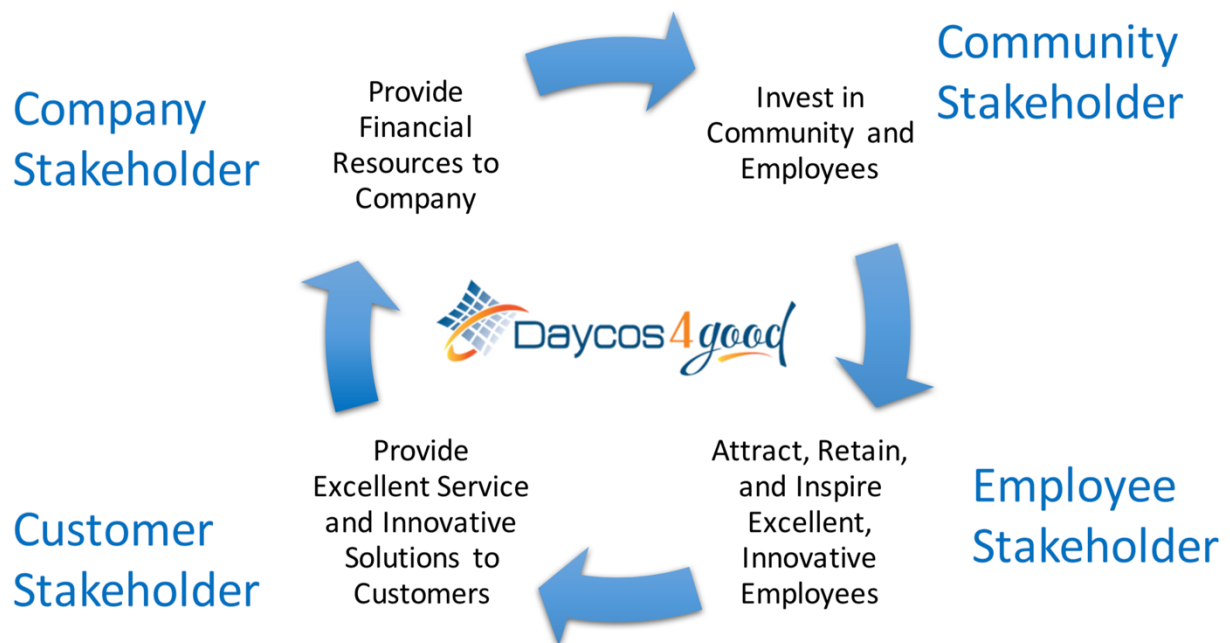 Company
Stakeholder
Provide
Financial
Resources to
Company
Invest in
Community and
Employees
Community
Stakeholder
Daycos4good
Customer
Stakeholder
Provide
Excellent Service
and Innovative
Solutions to
Customers
Attract, Retain,
and Inspire
Excellent,
Innovative
Employees
Employee
Stakeholder